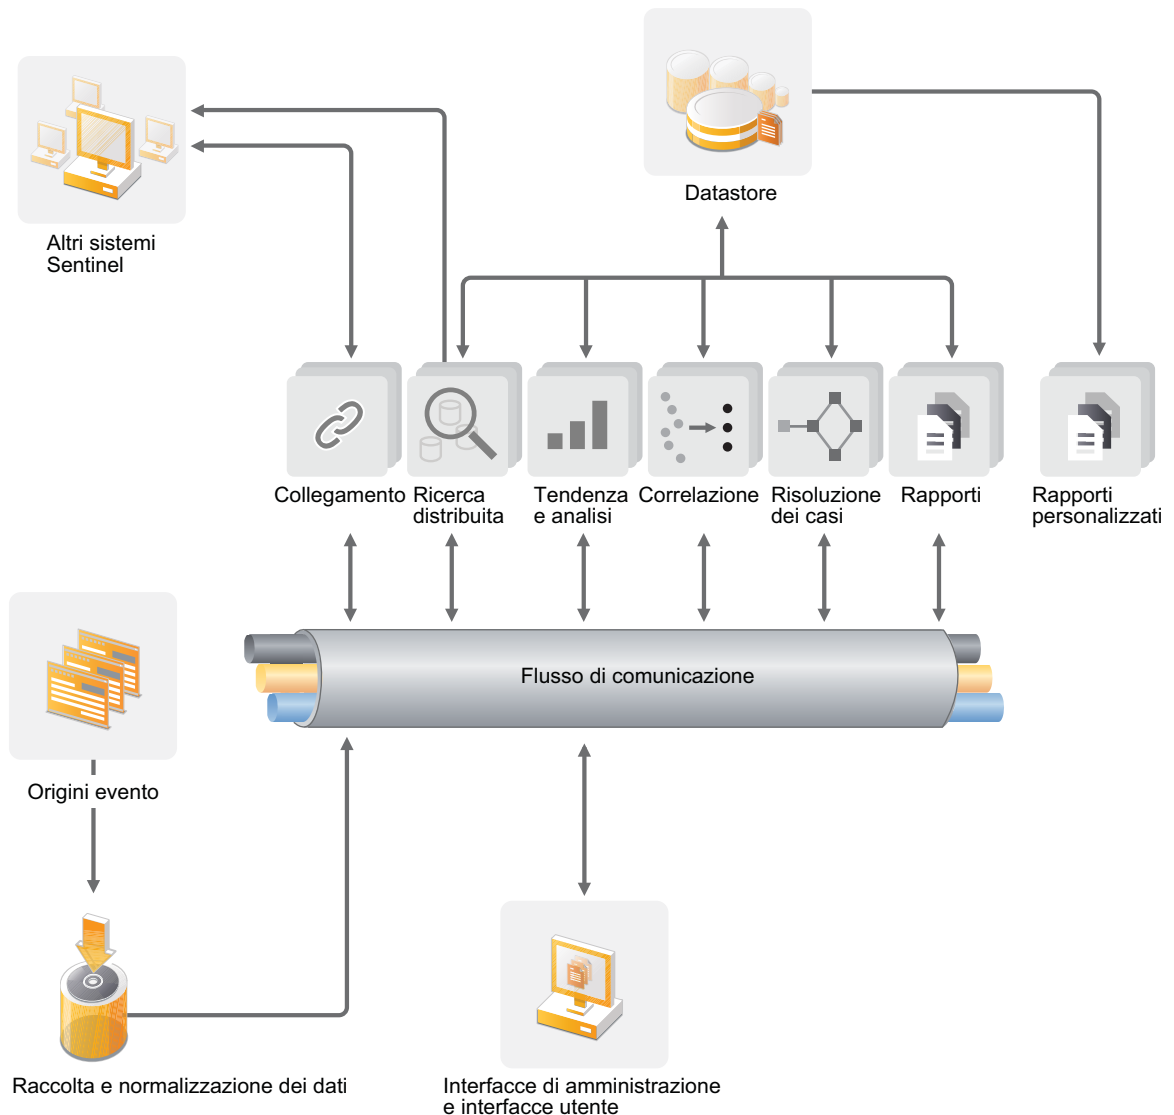 Datastore
Altri sistemi
Sentinel
Collegamento
Ricerca
distribuita
Tendenza
e analisi
Correlazione
Risoluzione
dei casi
Rapporti
Rapporti
personalizzati
Flusso di comunicazione
Origini evento
Raccolta e normalizzazione dei dati
Interfacce di amministrazione
e interfacce utente